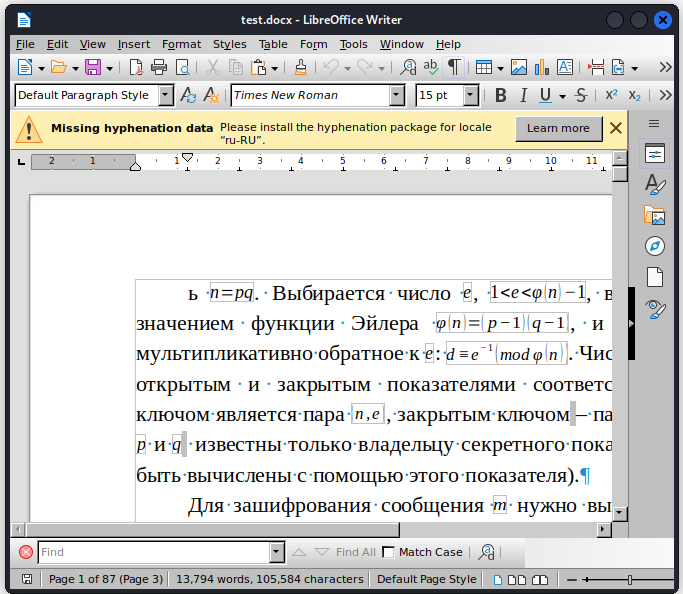 test.docx - LibreOffice Writer
File Edit View Insert Format Styles Table Form Tools Window Help
Default Paragraph Style Times New Roman 15 pt B I U S X² X₂
Missing hyphenation data Please install the hyphenation package for locale
“ru-RU”.
Learn more
2 1 1 2 3 4 5 6 7 8 9 10 11
ь n=pq. Выбирается число e, 1<e<φ(n)−1, в
значением функции Эйлера φ(n)=(p−1)(q−1), и
мультипликативно обратное к e: d≡e⁻¹(mod φ(n)). Чис
открытым и закрытым показателями соответс
ключом является пара n,e, закрытым ключом – па
p и q известны только владельцу секретного пока
быть вычислены с помощью этого показателя).¶
Для зашифрования сообщения m нужно вы
Find Find All Match Case
Page 1 of 87 (Page 3) 13,794 words, 105,584 characters Default Page Style